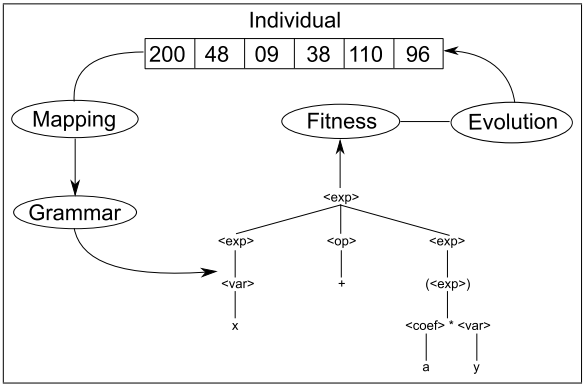 Individual
200 48 09 38 110 96
Mapping
Fitness
Evolution
Grammar
<exp>
<exp> <op> <exp>
<var> + (<exp>)
x <coef> * <var>
a y